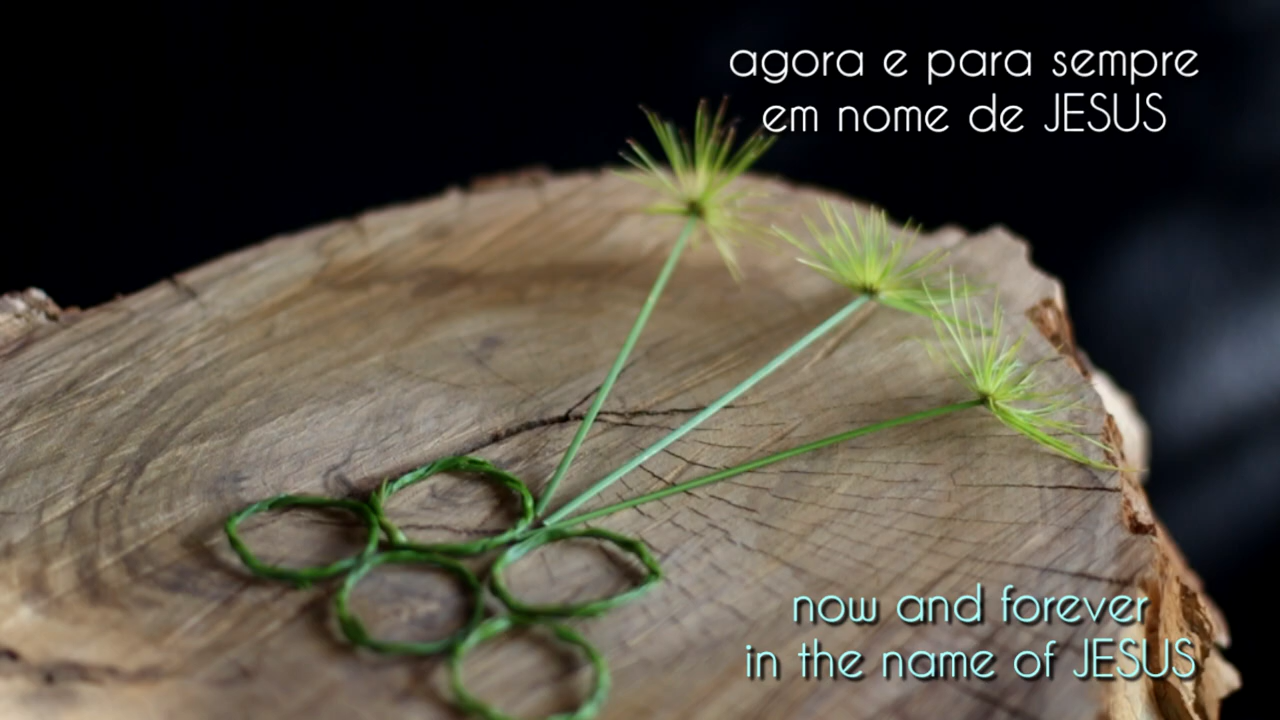 agora e para sempre
em nome de JESUS
now and forever
in the name of JESUS